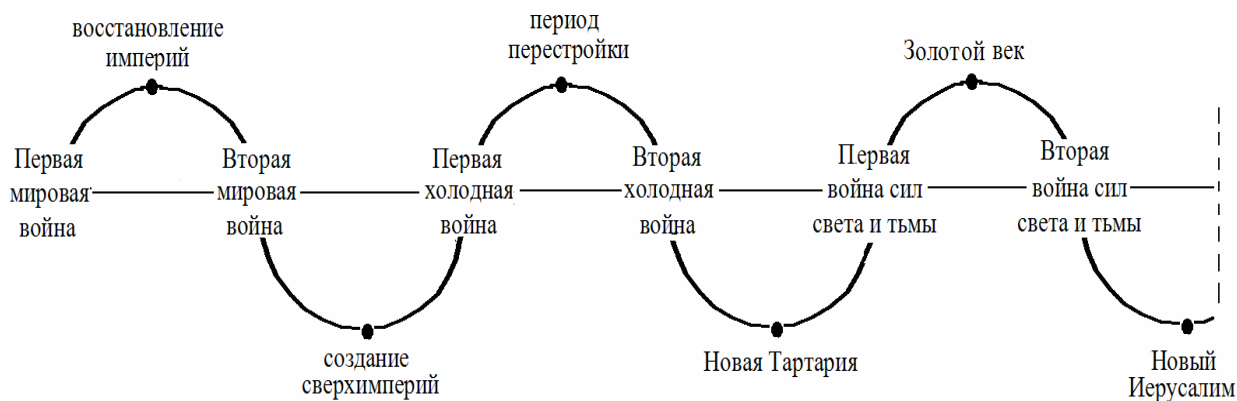 восстановление
империй
период
перестройки
Золотой век
Первая
мировая
война
Вторая
мировая
война
Первая
холодная
война
Вторая
холодная
война
Первая
война сил
света и тьмы
Вторая
война сил
света и тьмы
создание
сверхимперий
Новая Тартария
Новый
Иерусалим